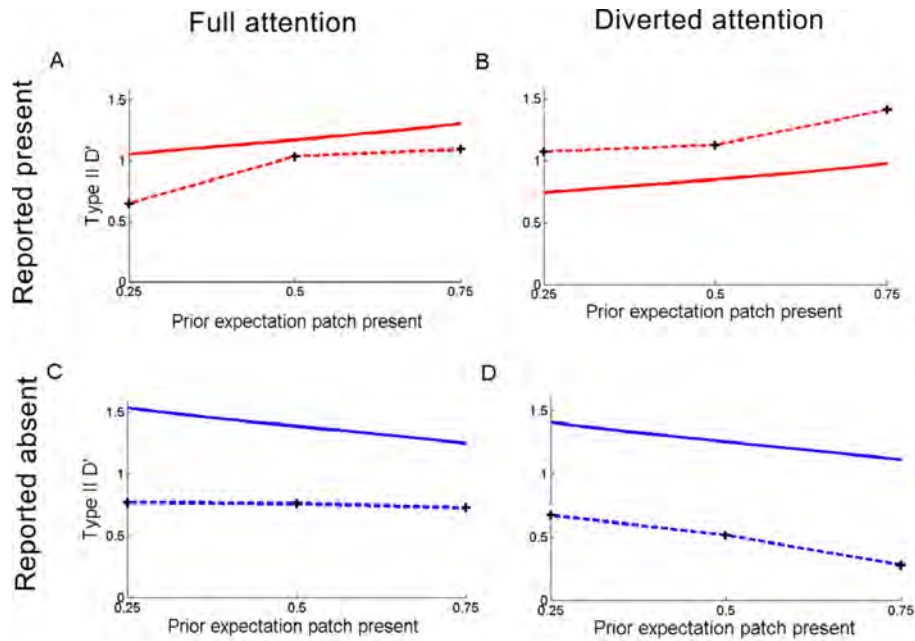 Full attention
Diverted attention
Reported present
A
1.5
1
0.5
0
Type II D'
0.25
0.5
0.75
Prior expectation patch present
B
1.5
1
0.5
0
0.25
0.5
0.75
Prior expectation patch present
Reported absent
C
1.5
1
0.5
0
Type II D'
0.25
0.5
0.75
Prior expectation patch present
D
1.5
1
0.5
0
0.25
0.5
0.75
Prior expectation patch present